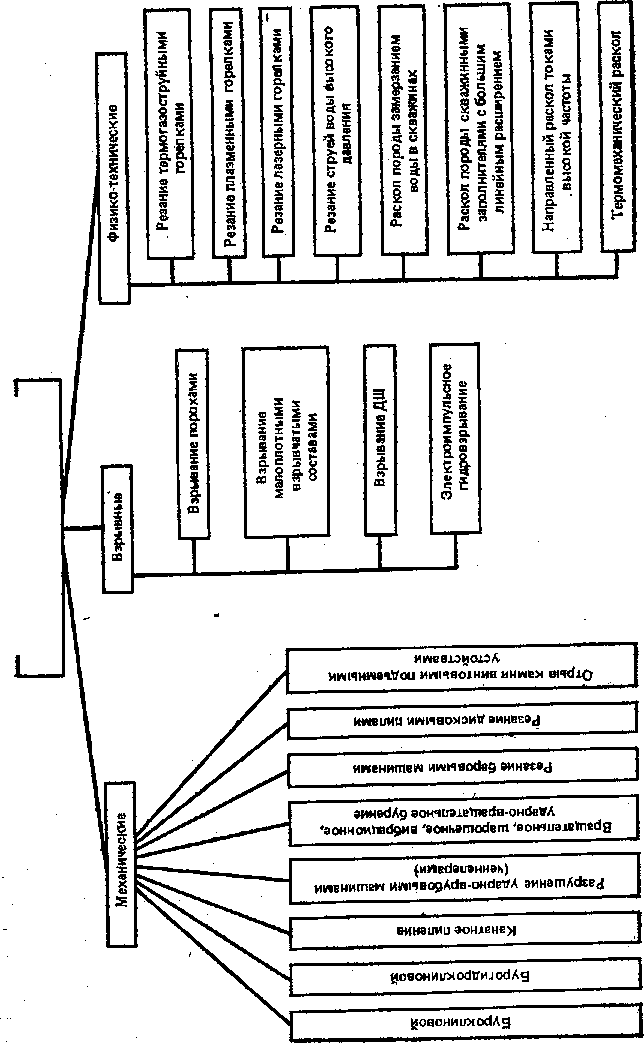 Механические
Буроклиновой
Бурогидроклиновой
Канатное пиление
Разрушение ударно-врубовыми машинами
(ченнелерами)
Вращательное, шарошечное, вибрационное,
ударно-вращательное бурение
Резание баровыми машинами
Резание дисковыми пилами
Отрыв камня винтовыми подъемными
устройствами
Взрывные
Взрывание порохами
Взрывание
малоплотными
взрывчатыми
составами
Взрывание ДШ
Электроимпульсное
гидровзрывание
Физико-технические
Резание термогазоструйными
горелками
Резание плазменными горелками
Резание лазерными горелками
Резание струей воды высокого
давления
Раскол породы замерзанием
воды в скважинах
Раскол породы скважинными
заполнителями с большим
линейным расширением
Направленный раскол токами
высокой частоты
Термомеханический раскол